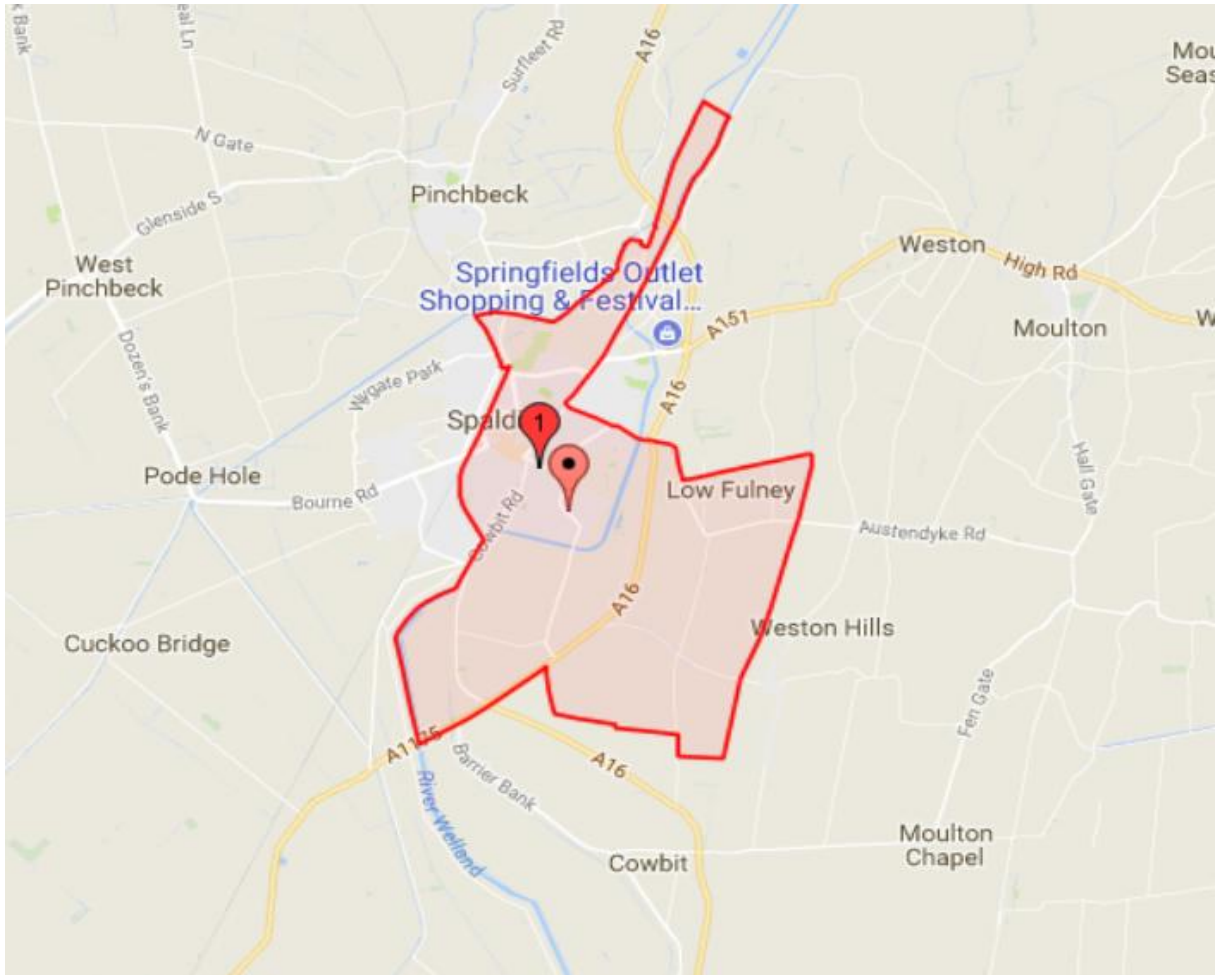 Bank
eal Ln
Surfleet Rd
A16
Mou
Seas
N Gate
Pinchbeck
Glenside S
West
Pinchbeck
Weston
High Rd
Springfields Outlet
Shopping & Festival...
A151
Moulton
W
Dozen's Bank
Wygate Park
A16
Spaldi
1
Hall Gate
Pode Hole
Bourne Rd
Low Fulney
Cowbit Rd
Austendyke Rd
A16
Weston Hills
Cuckoo Bridge
Fen Gate
A1175
Barrier Bank
A16
River Welland
Cowbit
Moulton
Chapel